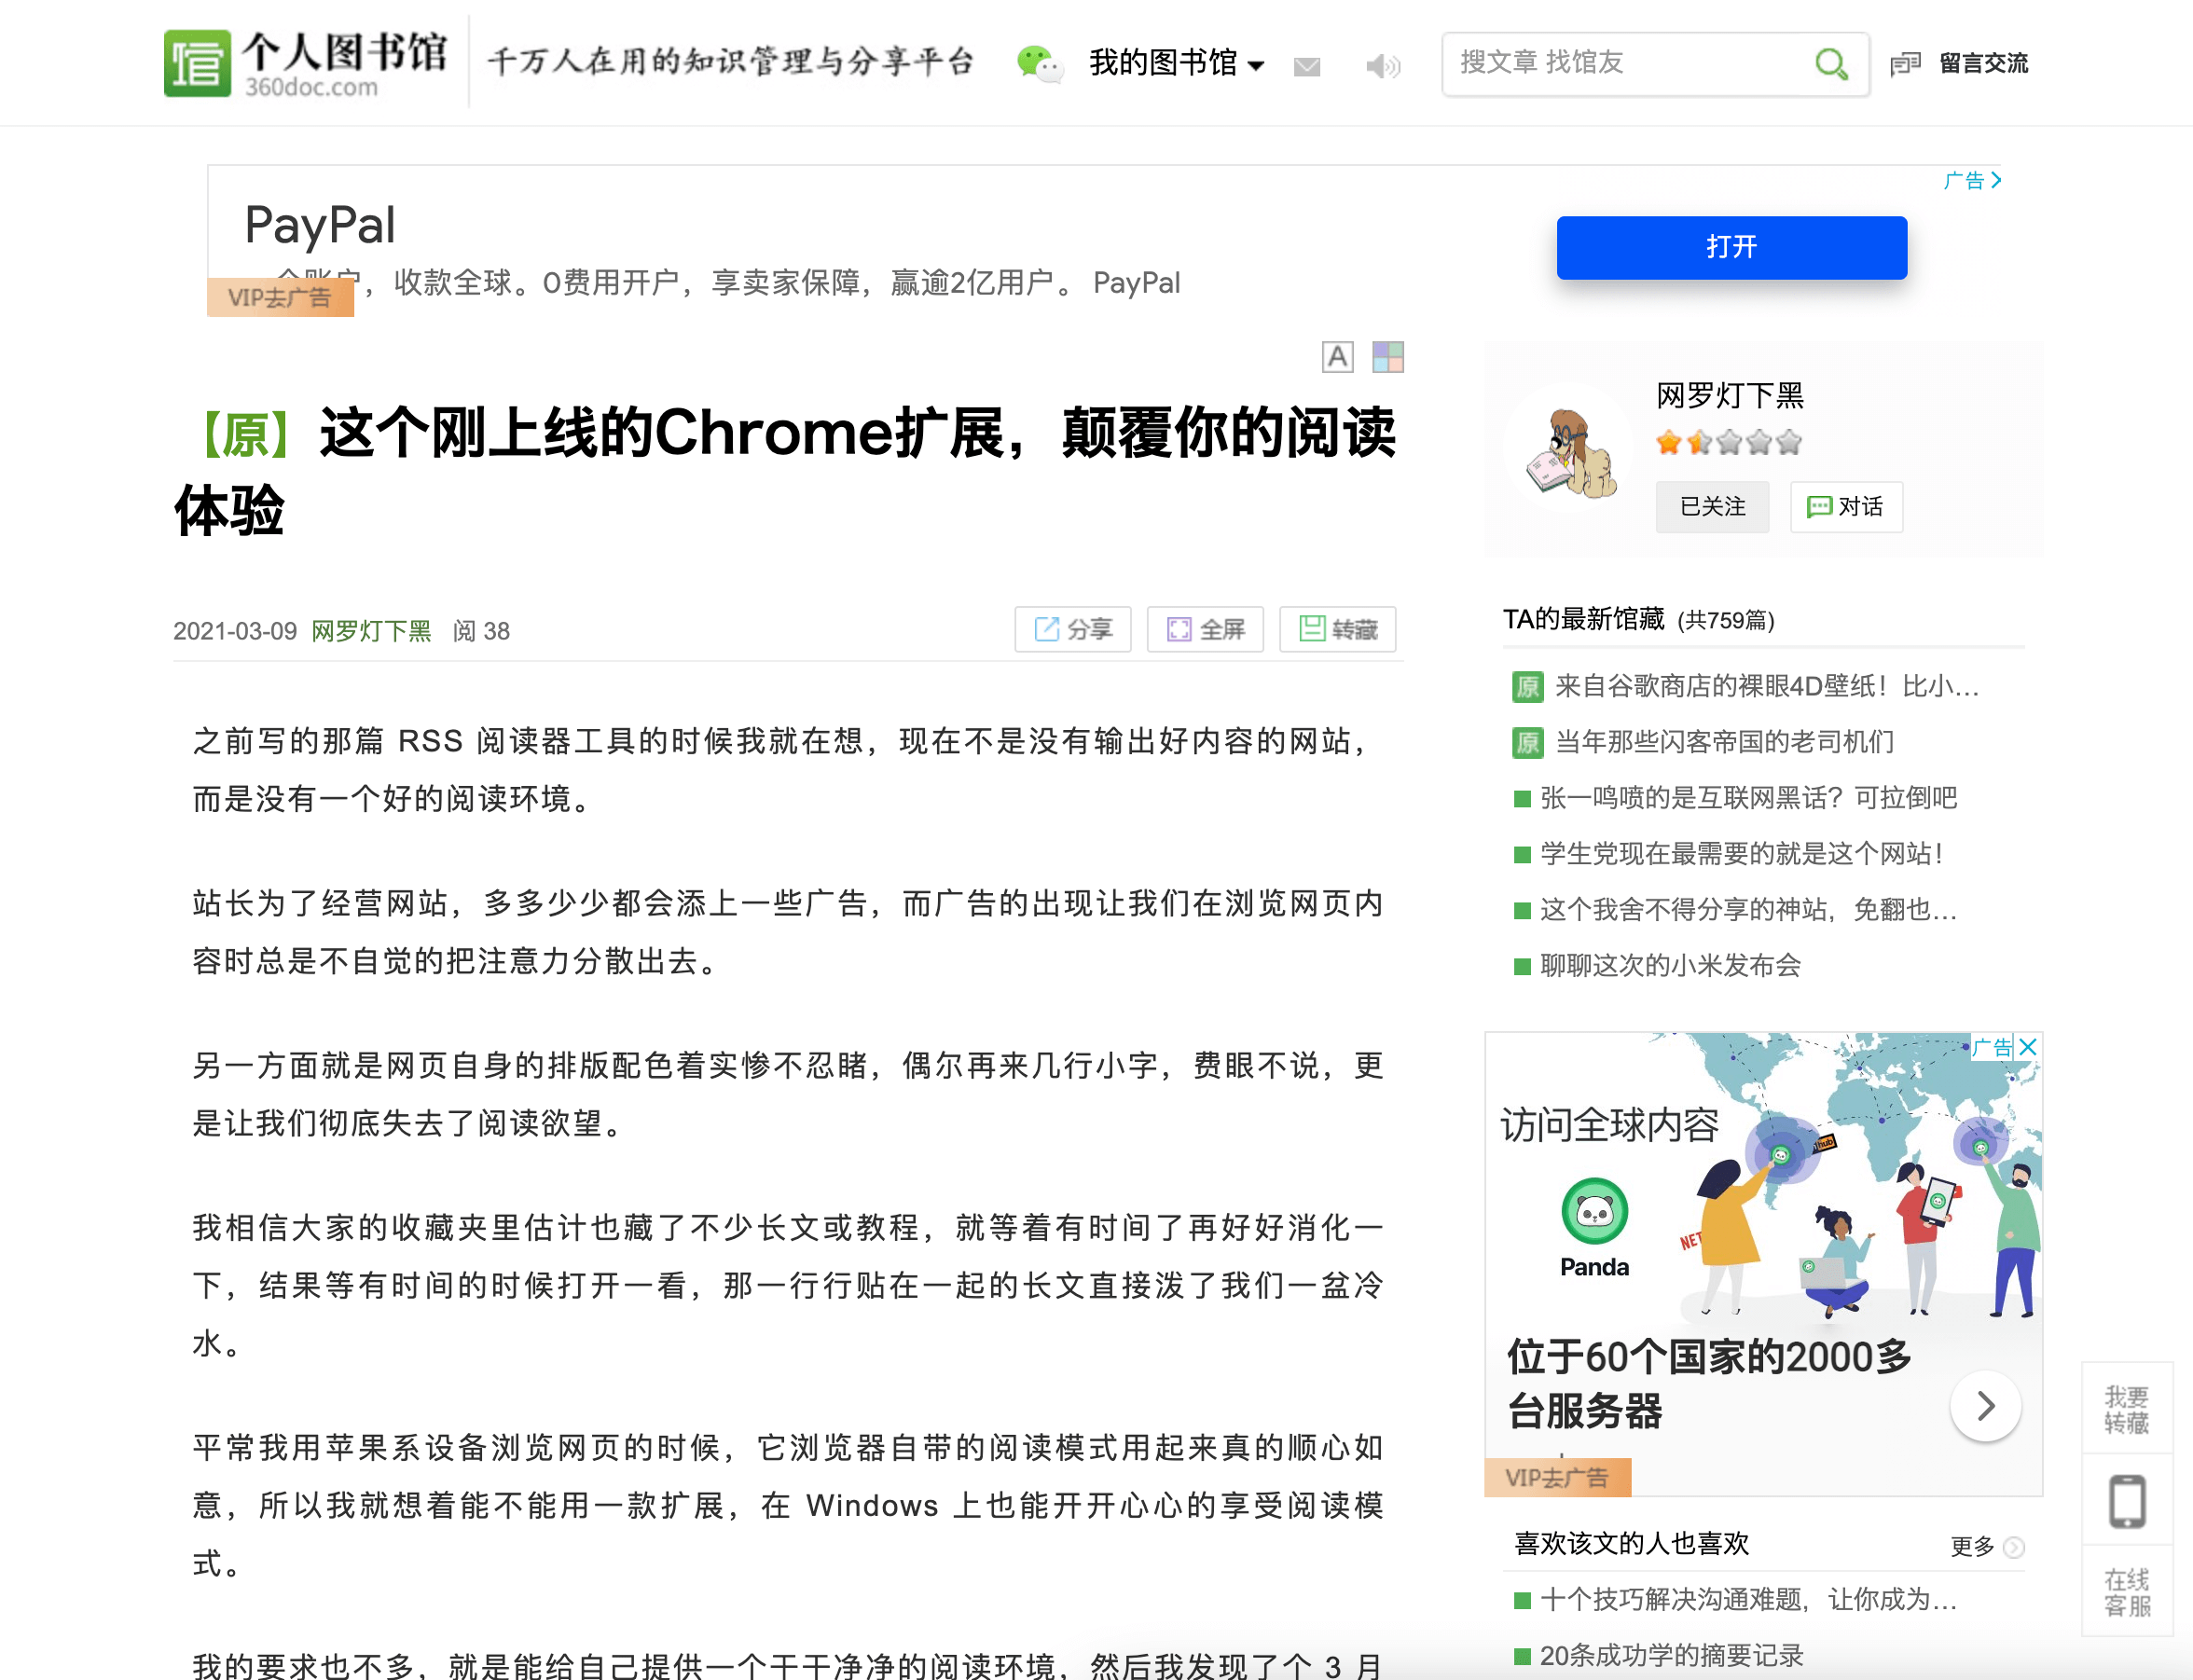 个人图书馆
360doc.com
千万人在用的知识管理与分享平台
我的图书馆
搜文章 找馆友
留言交流
广告
PayPal
一个账户，收款全球。0费用开户，享卖家保障，赢逾2亿用户。 PayPal
打开
VIP去广告
A
【原】这个刚上线的Chrome扩展，颠覆你的阅读
体验
2021-03-09 网罗灯下黑 阅 38
分享
全屏
转藏
之前写的那篇 RSS 阅读器工具的时候我就在想，现在不是没有输出好内容的网站，
而是没有一个好的阅读环境。
站长为了经营网站，多多少少都会添上一些广告，而广告的出现让我们在浏览网页内
容时总是不自觉的把注意力分散出去。
另一方面就是网页自身的排版配色着实惨不忍睹，偶尔再来几行小字，费眼不说，更
是让我们彻底失去了阅读欲望。
我相信大家的收藏夹里估计也藏了不少长文或教程，就等着有时间了再好好消化一
下，结果等有时间的时候打开一看，那一行行贴在一起的长文直接泼了我们一盆冷
水。
平常我用苹果系设备浏览网页的时候，它浏览器自带的阅读模式用起来真的顺心如
意，所以我就想着能不能用一款扩展，在 Windows 上也能开开心心的享受阅读模
式。
我的要求也不多，就是能给自己提供一个干干净净的阅读环境，然后我发现了个 3 月
网罗灯下黑
已关注
对话
TA的最新馆藏 (共759篇)
原 来自谷歌商店的裸眼4D壁纸！比小...
原 当年那些闪客帝国的老司机们
张一鸣喷的是互联网黑话？可拉倒吧
学生党现在最需要的就是这个网站！
这个我舍不得分享的神站，免翻也...
聊聊这次的小米发布会
广告
访问全球内容
hub
NET
Panda
位于60个国家的2000多
台服务器
VIP去广告
喜欢该文的人也喜欢
更多
十个技巧解决沟通难题，让你成为...
20条成功学的摘要记录
我要
转藏
在线
客服